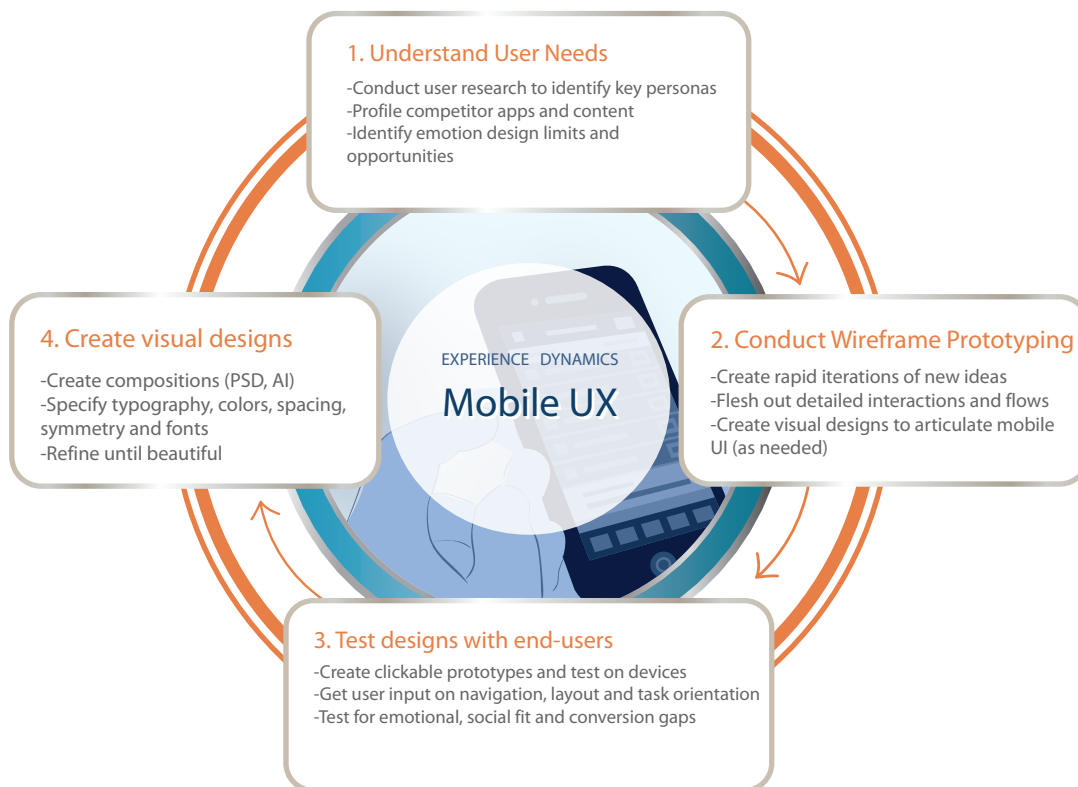 1. Understand User Needs
-Conduct user research to identify key personas
-Profile competitor apps and content
-Identify emotion design limits and
opportunities
2. Conduct Wireframe Prototyping
-Create rapid iterations of new ideas
-Flesh out detailed interactions and flows
-Create visual designs to articulate mobile
UI (as needed)
3. Test designs with end-users
-Create clickable prototypes and test on devices
-Get user input on navigation, layout and task orientation
-Test for emotional, social fit and conversion gaps
4. Create visual designs
-Create compositions (PSD, AI)
-Specify typography, colors, spacing,
symmetry and fonts
-Refine until beautiful
EXPERIENCE DYNAMICS
Mobile UX